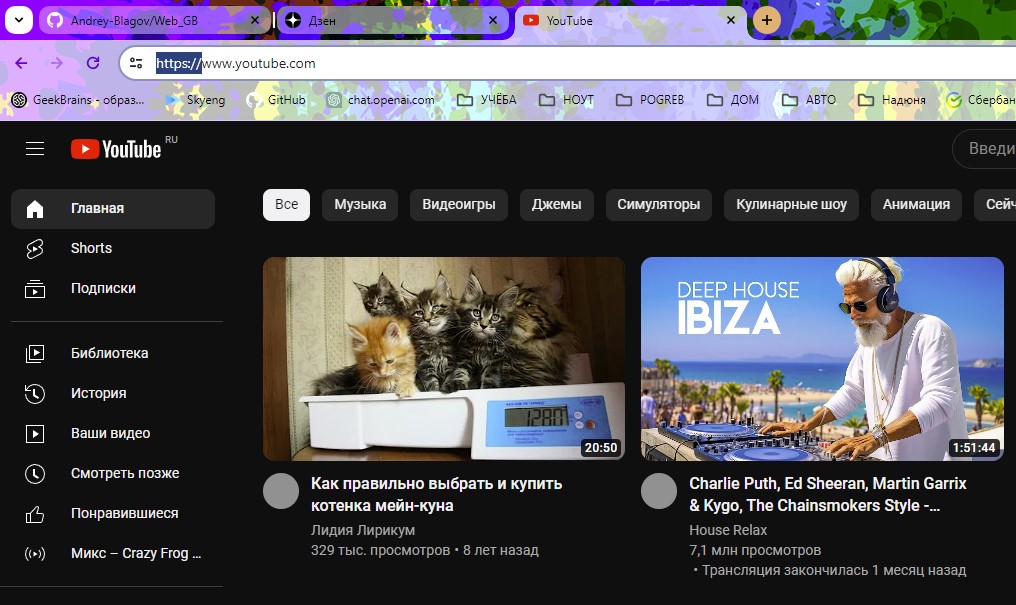 Andrey-Blagov/Web_GB
Дзен
YouTube
https://www.youtube.com
GeekBrains - образ...
Skyeng
GitHub
chat.openai.com
УЧЁБА
НОУТ
POGREB
ДОМ
АВТО
Надюня
Сбербан
YouTube RU
Введи
Главная
Shorts
Подписки
Библиотека
История
Ваши видео
Смотреть позже
Понравившиеся
Микс – Crazy Frog ...
Все
Музыка
Видеоигры
Джемы
Симуляторы
Кулинарные шоу
Анимация
Сейч
1280
20:50
Как правильно выбрать и купить
котенка мейн-куна
Лидия Лирикум
329 тыс. просмотров • 8 лет назад
DEEP HOUSE
IBIZA
1:51:44
Charlie Puth, Ed Sheeran, Martin Garrix
& Kygo, The Chainsmokers Style -...
House Relax
7,1 млн просмотров
• Трансляция закончилась 1 месяц назад